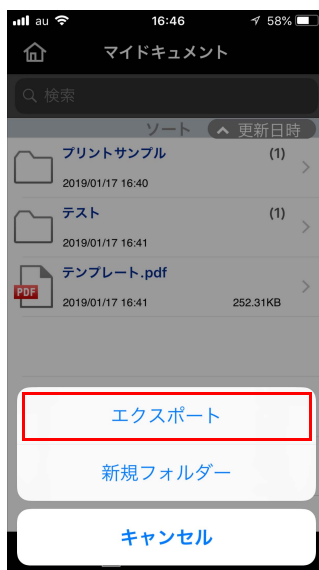 au 16:46 58%
マイドキュメント
検索
ソート 更新日時
プリントサンプル (1)
2019/01/17 16:40
テスト (1)
2019/01/17 16:41
テンプレート.pdf
PDF
2019/01/17 16:41 252.31KB
エクスポート
新規フォルダー
キャンセル